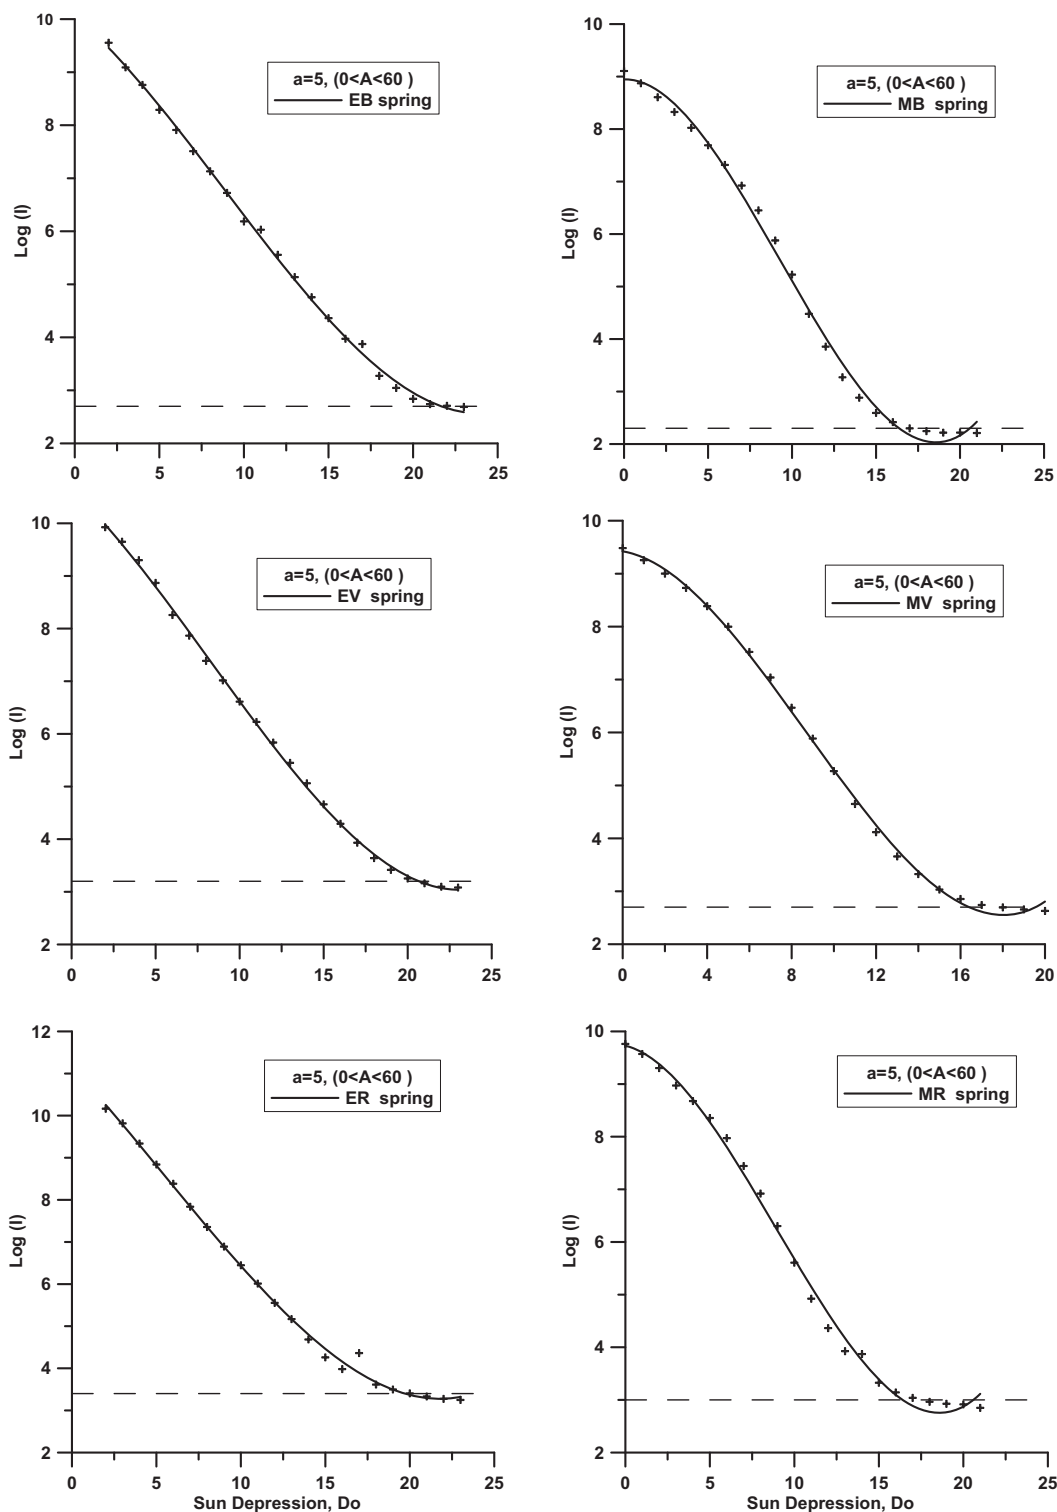 10
8
6
4
2
Log (I)
a=5, (0<A<60 )
EB spring
0 5 10 15 20 25
10
8
6
4
2
Log (I)
a=5, (0<A<60 )
MB spring
0 5 10 15 20 25
10
8
6
4
2
Log (I)
a=5, (0<A<60 )
EV spring
0 5 10 15 20 25
10
8
6
4
2
Log (I)
a=5, (0<A<60 )
MV spring
0 4 8 12 16 20
12
10
8
6
4
2
Log (I)
a=5, (0<A<60 )
ER spring
0 5 10 15 20 25
Sun Depression, Do
10
8
6
4
2
Log (I)
a=5, (0<A<60 )
MR spring
0 5 10 15 20 25
Sun Depression, Do